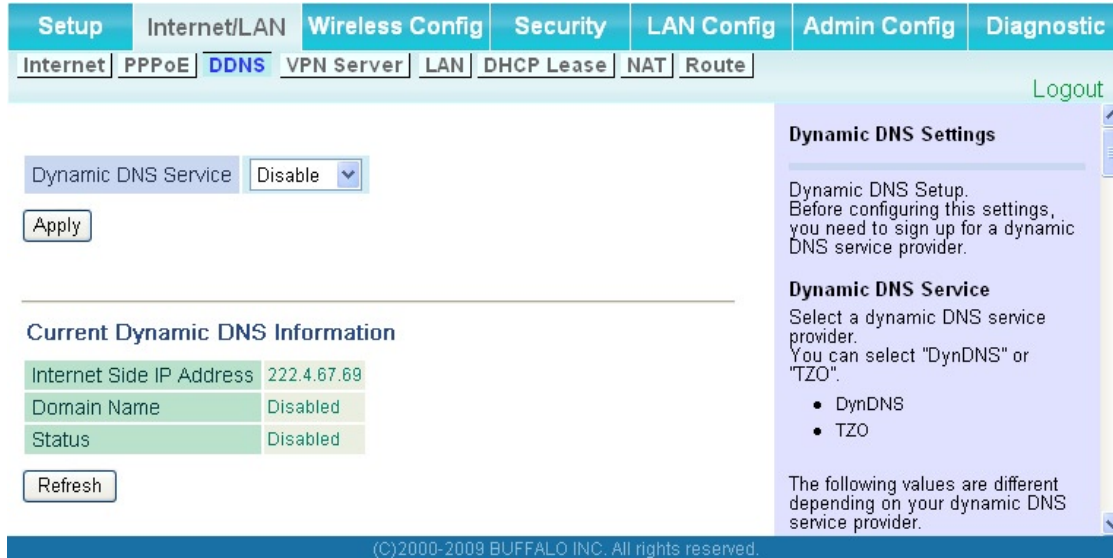 Setup Internet/LAN Wireless Config Security LAN Config Admin Config Diagnostic
Internet PPPoE DDNS VPN Server LAN DHCP Lease NAT Route
Logout
Dynamic DNS Service Disable
Apply
Current Dynamic DNS Information
Internet Side IP Address 222.4.67.69
Domain Name Disabled
Status Disabled
Refresh
Dynamic DNS Settings
Dynamic DNS Setup.
Before configuring this settings,
you need to sign up for a dynamic
DNS service provider.
Dynamic DNS Service
Select a dynamic DNS service
provider.
You can select "DynDNS" or
"TZO".
• DynDNS
• TZO
The following values are different
depending on your dynamic DNS
service provider.
(C)2000-2009 BUFFALO INC. All rights reserved.